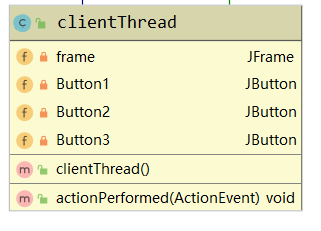 C clientThread
f frame JFrame
f Button1 JButton
f Button2 JButton
f Button3 JButton
m clientThread()
m actionPerformed(ActionEvent) void